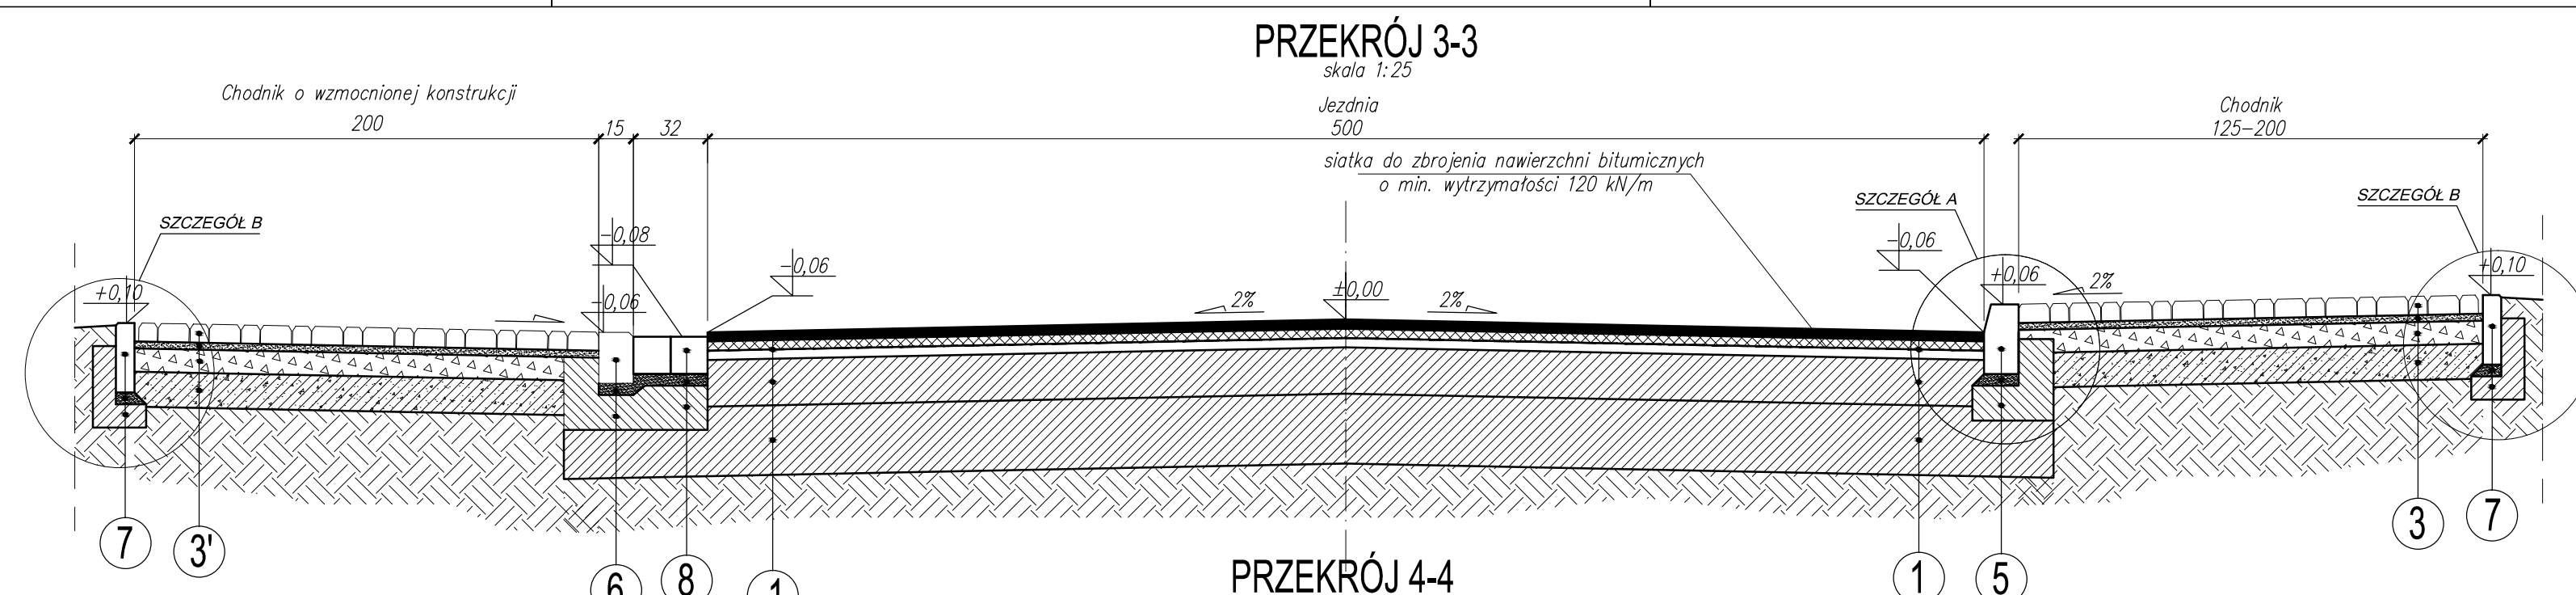 PRZEKRÓJ 3-3
skala 1:25
Chodnik o wzmocnionej konstrukcji
200
15
32
Jezdnia
500
Chodnik
125-200
siatka do zbrojenia nawierzchni bitumicznych
o min. wytrzymałości 120 kN/m
SZCZEGÓŁ B
SZCZEGÓŁ A
SZCZEGÓŁ B
-0,08
-0,06
-0,06
+0,10
-0,06
2%
±0,00
2%
+0,06
2%
+0,10
7
3'
6
8
1
PRZEKRÓJ 4-4
1
5
3
7